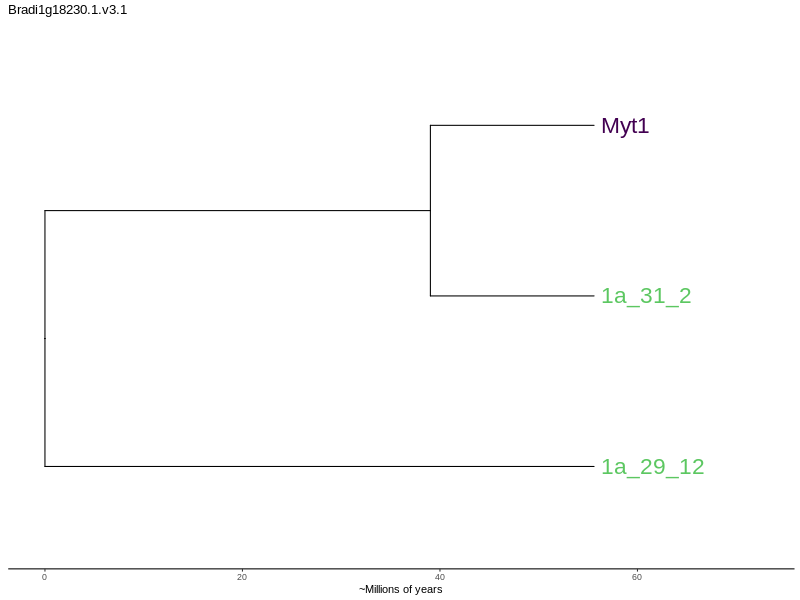 Bradi1g18230.1.v3.1
Myt1
1a_31_2
1a_29_12
0 20 40 60
~Millions of years